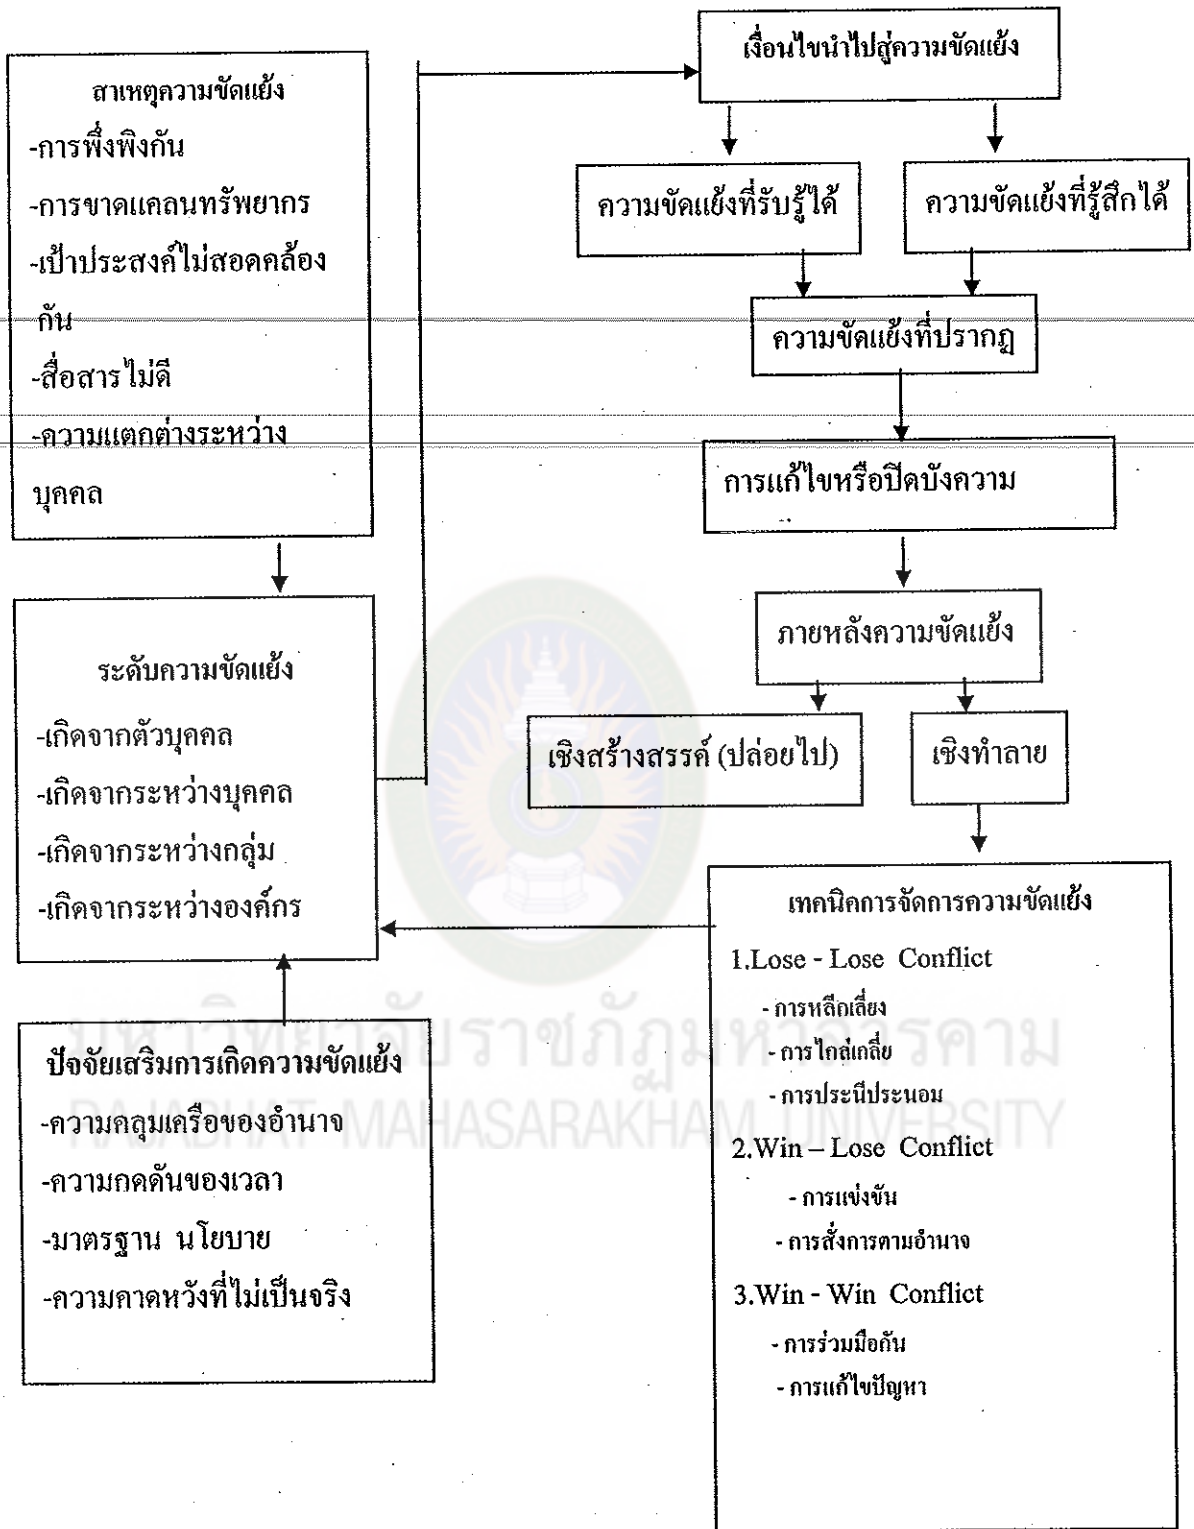 สาเหตุความขัดแย้ง
-การพึ่งพิงกัน
-การขาดแคลนทรัพยากร
-เป้าประสงค์ไม่สอดคล้อง
กัน
-สื่อสารไม่ดี
-ความแตกต่างระหว่าง
บุคคล
ระดับความขัดแย้ง
-เกิดจากตัวบุคคล
-เกิดจากระหว่างบุคคล
-เกิดจากระหว่างกลุ่ม
-เกิดจากระหว่างองค์กร
ปัจจัยเสริมการเกิดความขัดแย้ง
-ความคลุมเครือของอำนาจ
-ความกดดันของเวลา
-มาตรฐาน นโยบาย
-ความคาดหวังที่ไม่เป็นจริง
เงื่อนไขนำไปสู่ความขัดแย้ง
ความขัดแย้งที่รับรู้ได้
ความขัดแย้งที่รู้สึกได้
ความขัดแย้งที่ปรากฏ
การแก้ไขหรือปิดบังความ
ภายหลังความขัดแย้ง
เชิงสร้างสรรค์ (ปล่อยไป)
เชิงทำลาย
เทคนิคการจัดการความขัดแย้ง
1.Lose - Lose Conflict
- การหลีกเลี่ยง
- การไกล่เกลี่ย
- การประนีประนอม
2.Win – Lose Conflict
- การแข่งขัน
- การสั่งการตามอำนาจ
3.Win - Win Conflict
- การร่วมมือกัน
- การแก้ไขปัญหา
มหาวิทยาลัยราชภัฏมหาสารคาม
RAJABHAT MAHASARAKHAM UNIVERSITY